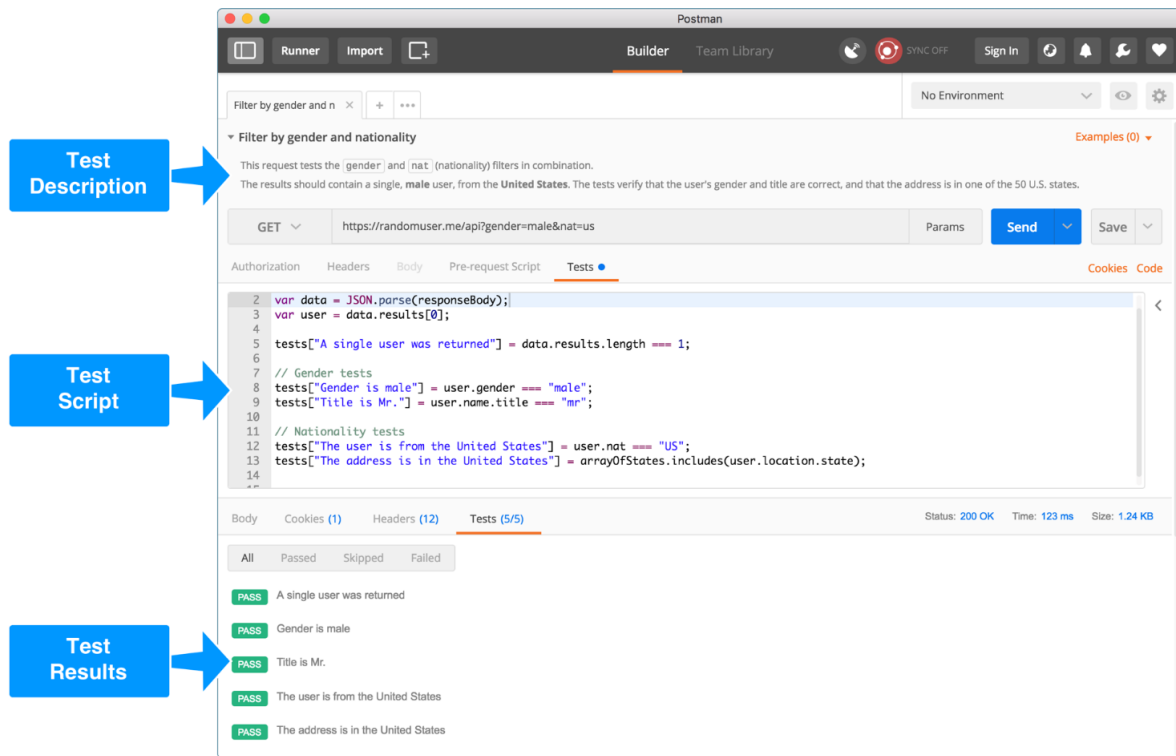 Postman
Runner Import Builder Team Library SYNC OFF Sign In
Filter by gender and n × + ••• No Environment
Filter by gender and nationality Examples (0)
Test
Description
This request tests the gender and nat (nationality) filters in combination.
The results should contain a single, male user, from the United States. The tests verify that the user's gender and title are correct, and that the address is in one of the 50 U.S. states.
GET https://randomuser.me/api?gender=male&nat=us Params Send Save
Authorization Headers Body Pre-request Script Tests Cookies Code
2 var data = JSON.parse(responseBody);
3 var user = data.results[0];
4
5 tests["A single user was returned"] = data.results.length === 1;
6
7 // Gender tests
Test
Script
8 tests["Gender is male"] = user.gender === "male";
9 tests["Title is Mr."] = user.name.title === "mr";
10
11 // Nationality tests
12 tests["The user is from the United States"] = user.nat === "US";
13 tests["The address is in the United States"] = arrayOfStates.includes(user.location.state);
14
15
Body Cookies (1) Headers (12) Tests (5/5) Status: 200 OK Time: 123 ms Size: 1.24 KB
All Passed Skipped Failed
PASS A single user was returned
PASS Gender is male
Test
Results
PASS Title is Mr.
PASS The user is from the United States
PASS The address is in the United States